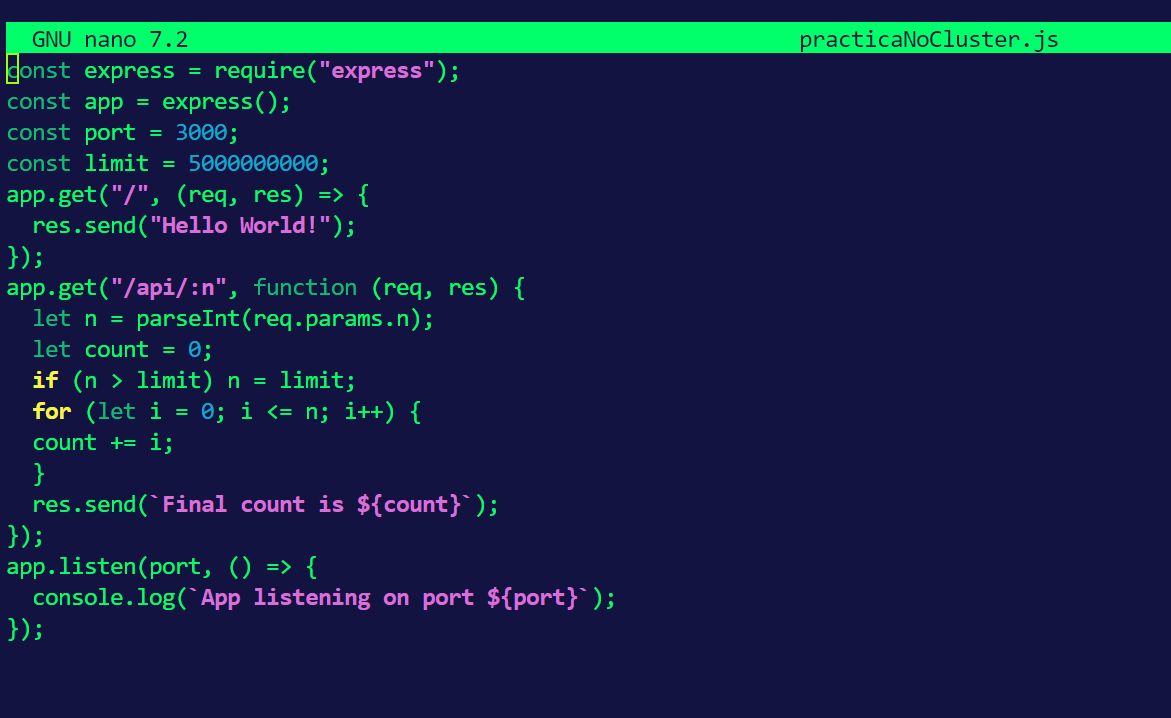 GNU nano 7.2 practicaNoCluster.js
const express = require("express");
const app = express();
const port = 3000;
const limit = 5000000000;
app.get("/", (req, res) => {
  res.send("Hello World!");
});
app.get("/api/:n", function (req, res) {
  let n = parseInt(req.params.n);
  let count = 0;
  if (n > limit) n = limit;
  for (let i = 0; i <= n; i++) {
  count += i;
  }
  res.send(`Final count is ${count}`);
});
app.listen(port, () => {
  console.log(`App listening on port ${port}`);
});